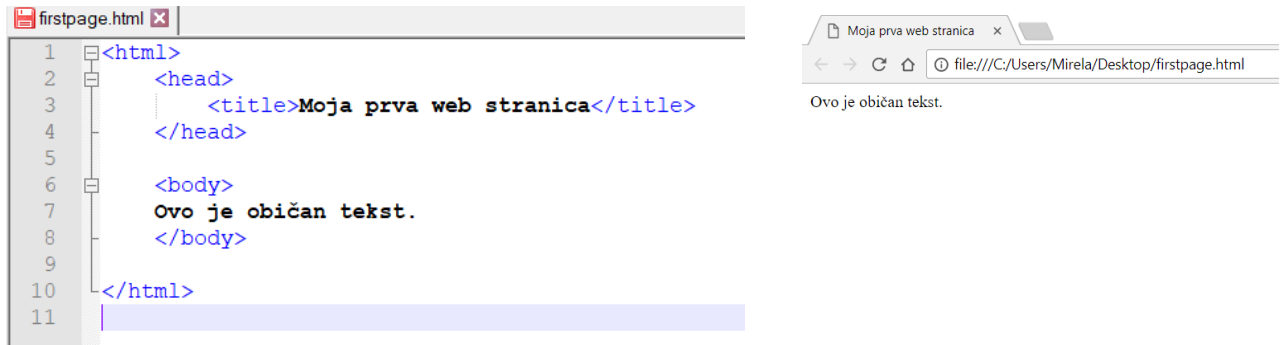 firstpage.html
1 <html>
2 <head>
3 <title>Moja prva web stranica</title>
4 </head>
5
6 <body>
7 Ovo je običan tekst.
8 </body>
9
10 </html>
11
Moja prva web stranica
file:///C:/Users/Mirela/Desktop/firstpage.html
Ovo je običan tekst.